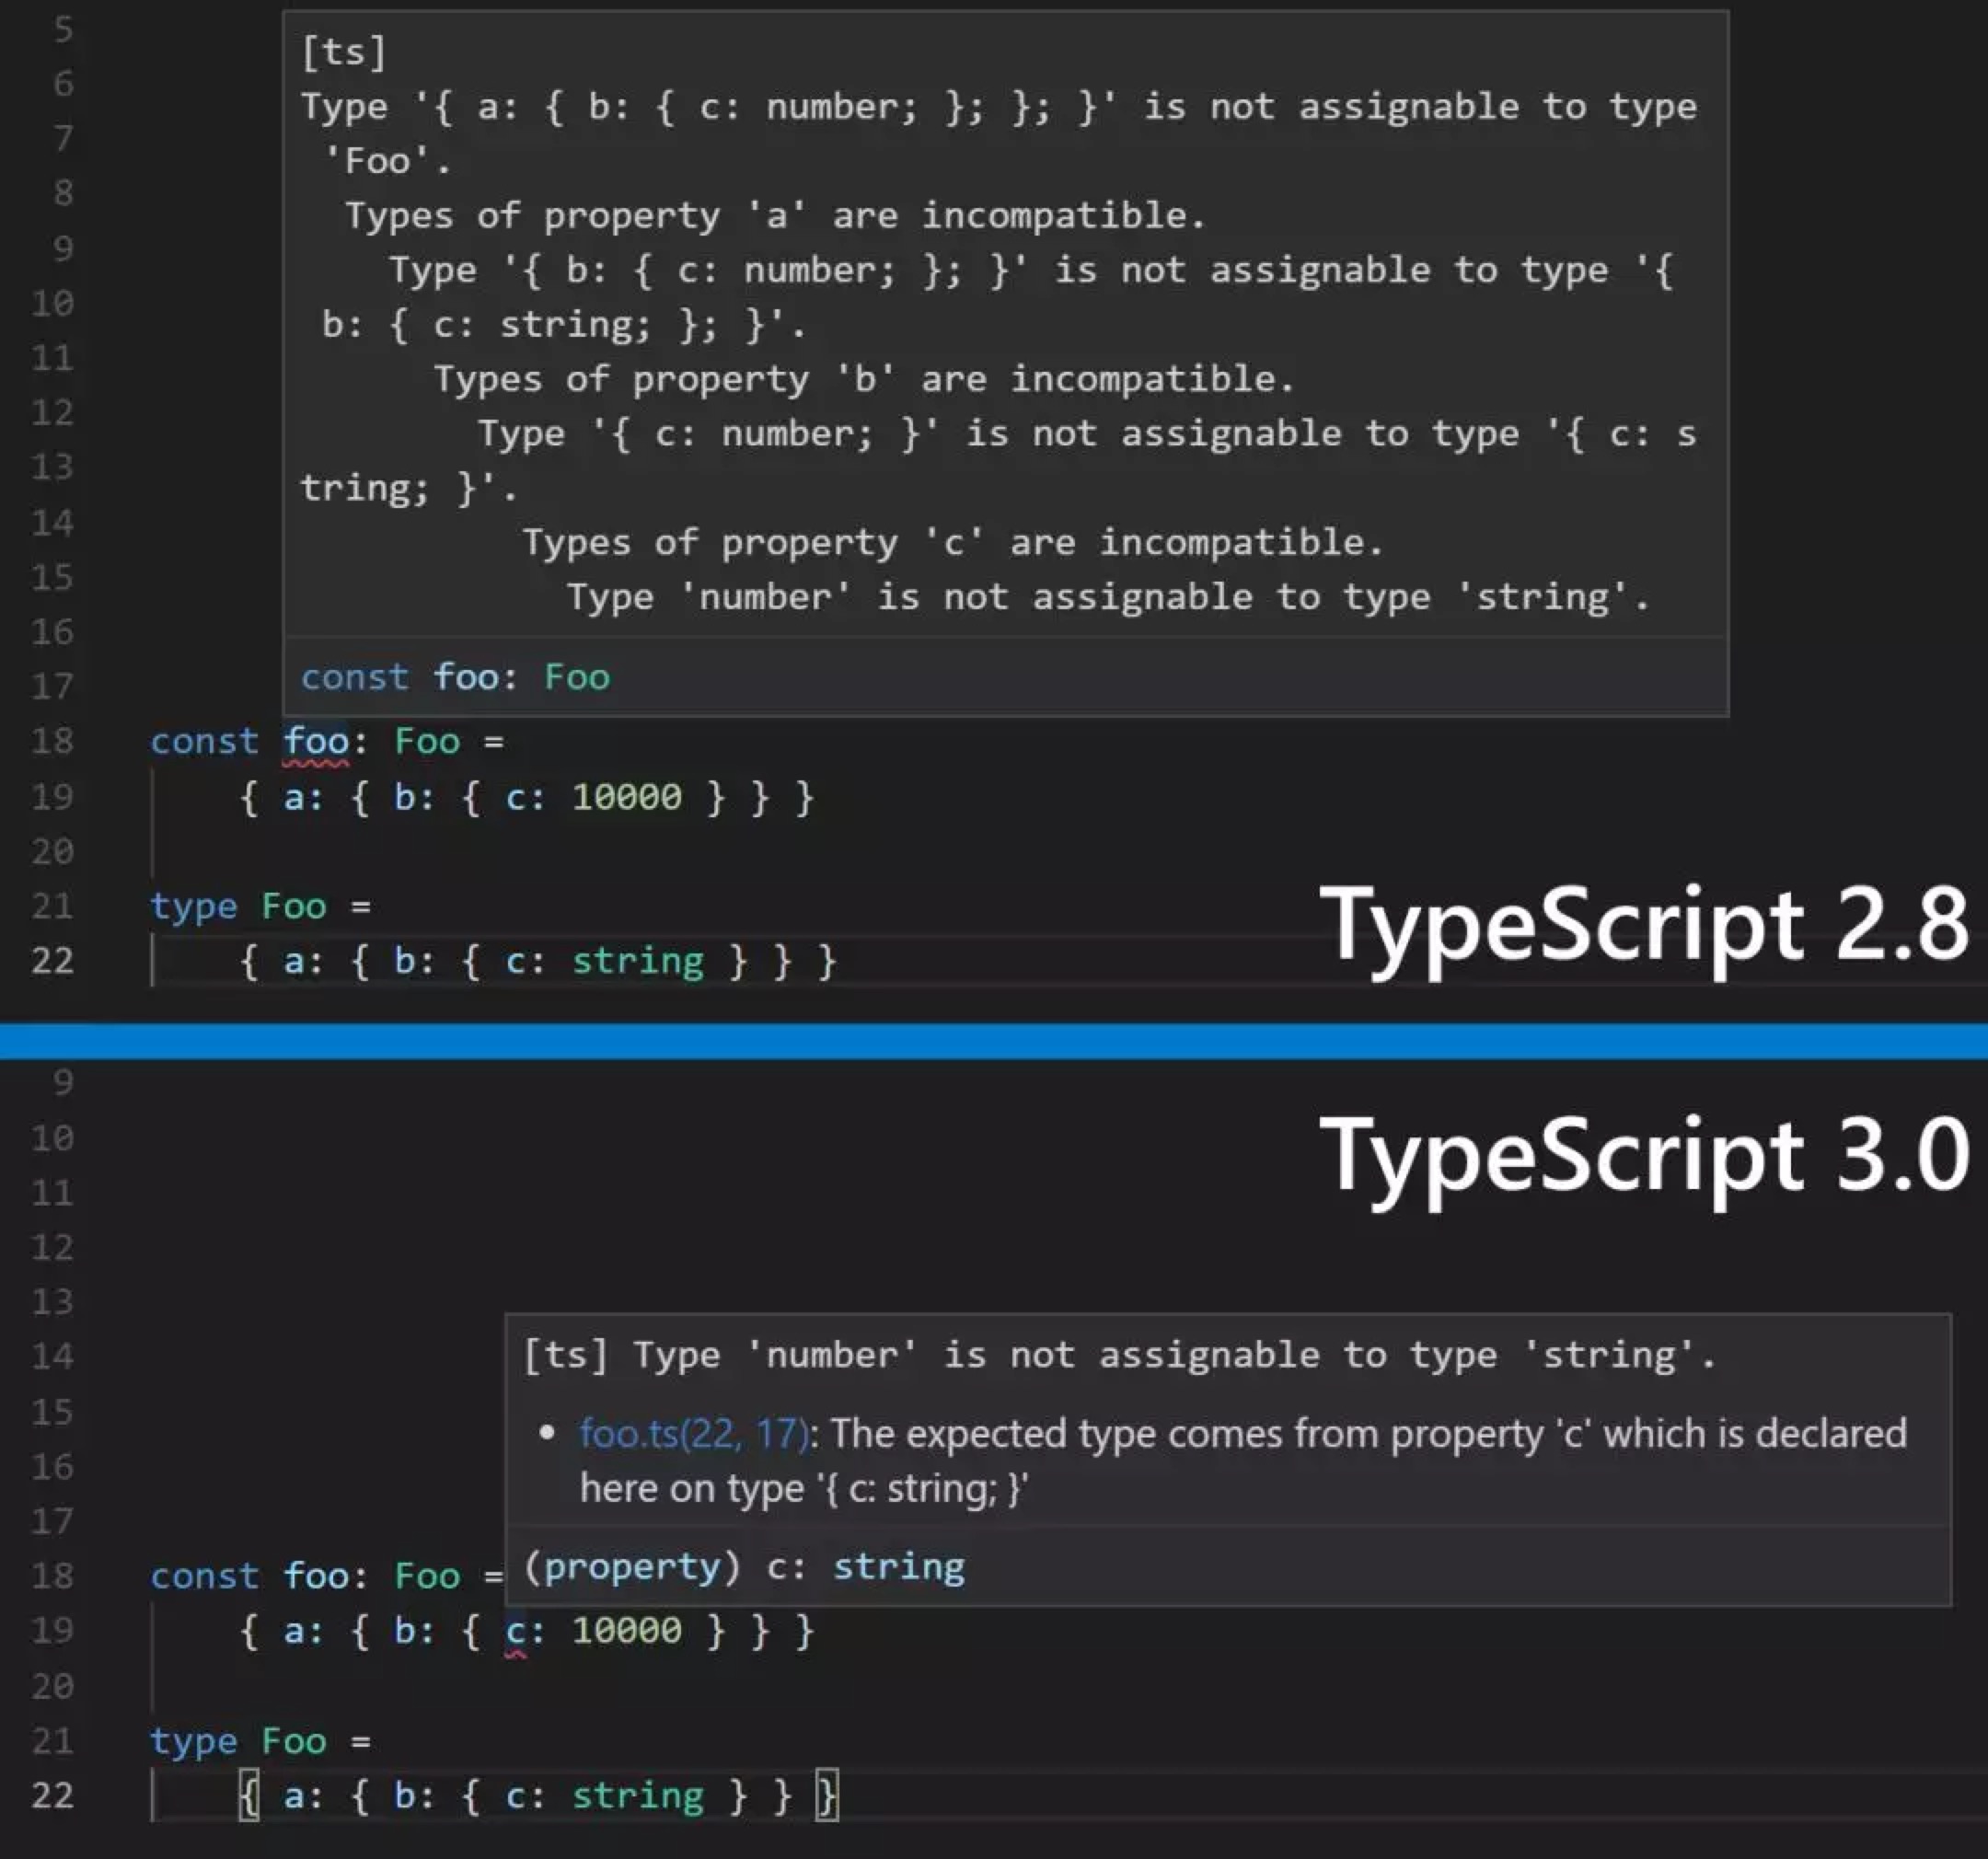 5
6
7
8
9
10
11
12
13
14
15
16
17
[ts]
Type '{ a: { b: { c: number; }; }; }' is not assignable to type
'Foo'.
Types of property 'a' are incompatible.
Type '{ b: { c: number; }; }' is not assignable to type '{
b: { c: string; }; }'.
Types of property 'b' are incompatible.
Type '{ c: number; }' is not assignable to type '{ c: s
tring; }'.
Types of property 'c' are incompatible.
Type 'number' is not assignable to type 'string'.
const foo: Foo
18 const foo: Foo =
19 { a: { b: { c: 10000 } } }
20
21 type Foo =
22 { a: { b: { c: string } } }
TypeScript 2.8
9
10
11
12
13
14
15
16
17
TypeScript 3.0
[ts] Type 'number' is not assignable to type 'string'.
• foo.ts(22, 17): The expected type comes from property 'c' which is declared
here on type '{ c: string; }'
(property) c: string
18 const foo: Foo =
19 { a: { b: { c: 10000 } } }
20
21 type Foo =
22 { a: { b: { c: string } } }